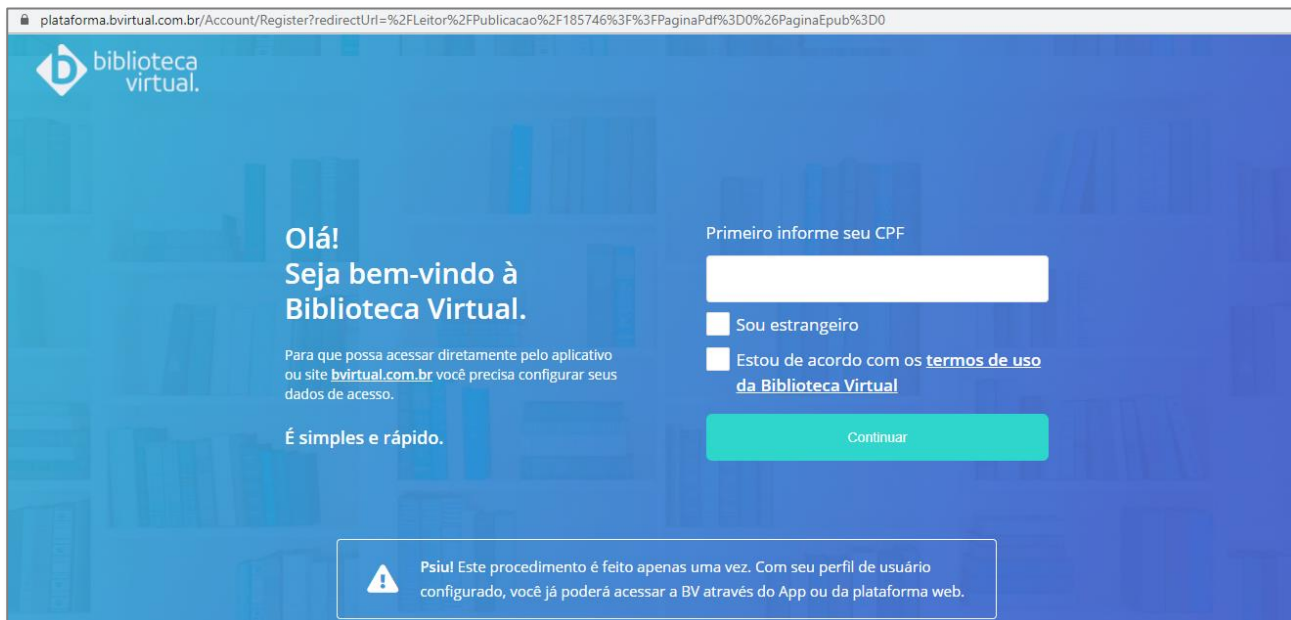 plataforma.bvirtual.com.br/Account/Register?redirectUrl=%2FLeitor%2FPublicacao%2F185746%3F%3FPaginaPdf%3D0%26PaginaEpub%3D0
biblioteca
virtual.
Olá!
Seja bem-vindo à
Biblioteca Virtual.
Para que possa acessar diretamente pelo aplicativo
ou site bvirtual.com.br você precisa configurar seus
dados de acesso.
É simples e rápido.
Primeiro informe seu CPF
Sou estrangeiro
Estou de acordo com os termos de uso
da Biblioteca Virtual
Continuar
Psiu! Este procedimento é feito apenas uma vez. Com seu perfil de usuário
configurado, você já poderá acessar a BV através do App ou da plataforma web.